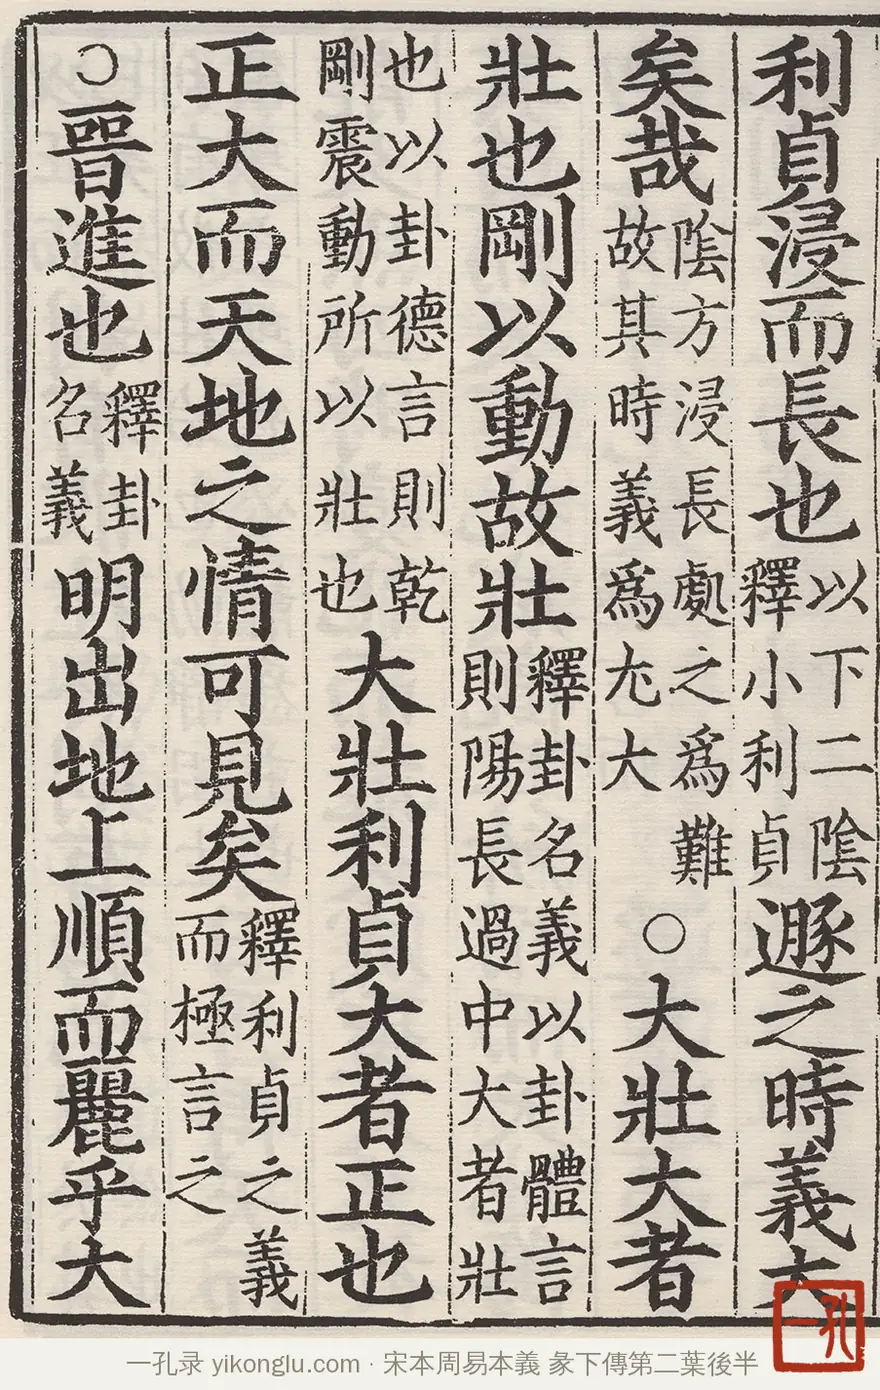 利貞浸而長也以下二陰釋小利貞遯之時義大
矣哉陰方浸長處之爲難故其時義爲尤大○大壯大者
壯也剛以動故壯釋卦名義以卦體言則陽長過中大者壯
也以卦德言則乾剛震動所以壯也大壯利貞大者正也
正大而天地之情可見矣釋利貞之義而極言之
○晉進也釋卦名義明出地上順而麗乎大
一孔录 yikonglu.com · 宋本周易本義 彖下傳第二葉後半
一孔